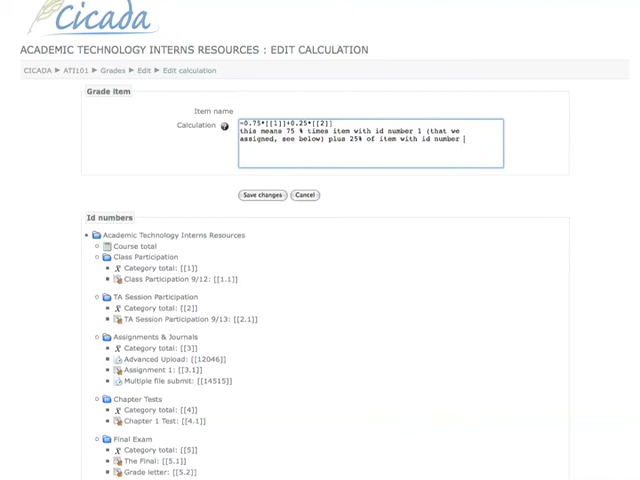 Cicada
ACADEMIC TECHNOLOGY INTERNS RESOURCES : EDIT CALCULATION
CICADA ► ATI101 ► Grades ► Edit ► Edit calculation
Grade item
Item name
Calculation
=0.75*[[1]]+0.25*[[2]]
this means 75 % times item with id number 1 (that we
assigned, see below) plus 25% of item with id number
Save changes Cancel
Id numbers
Academic Technology Interns Resources
Course total
Class Participation
Category total: [[1]]
Class Participation 9/12: [[1.1]]
TA Session Participation
Category total: [[2]]
TA Session Participation 9/13: [[2.1]]
Assignments & Journals
Category total: [[3]]
Advanced Upload: [[12046]]
Assignment 1: [[3.1]]
Multiple file submit: [[14515]]
Chapter Tests
Category total: [[4]]
Chapter 1 Test: [[4.1]]
Final Exam
Category total: [[5]]
The Final: [[5.1]]
Grade letter: [[5.2]]